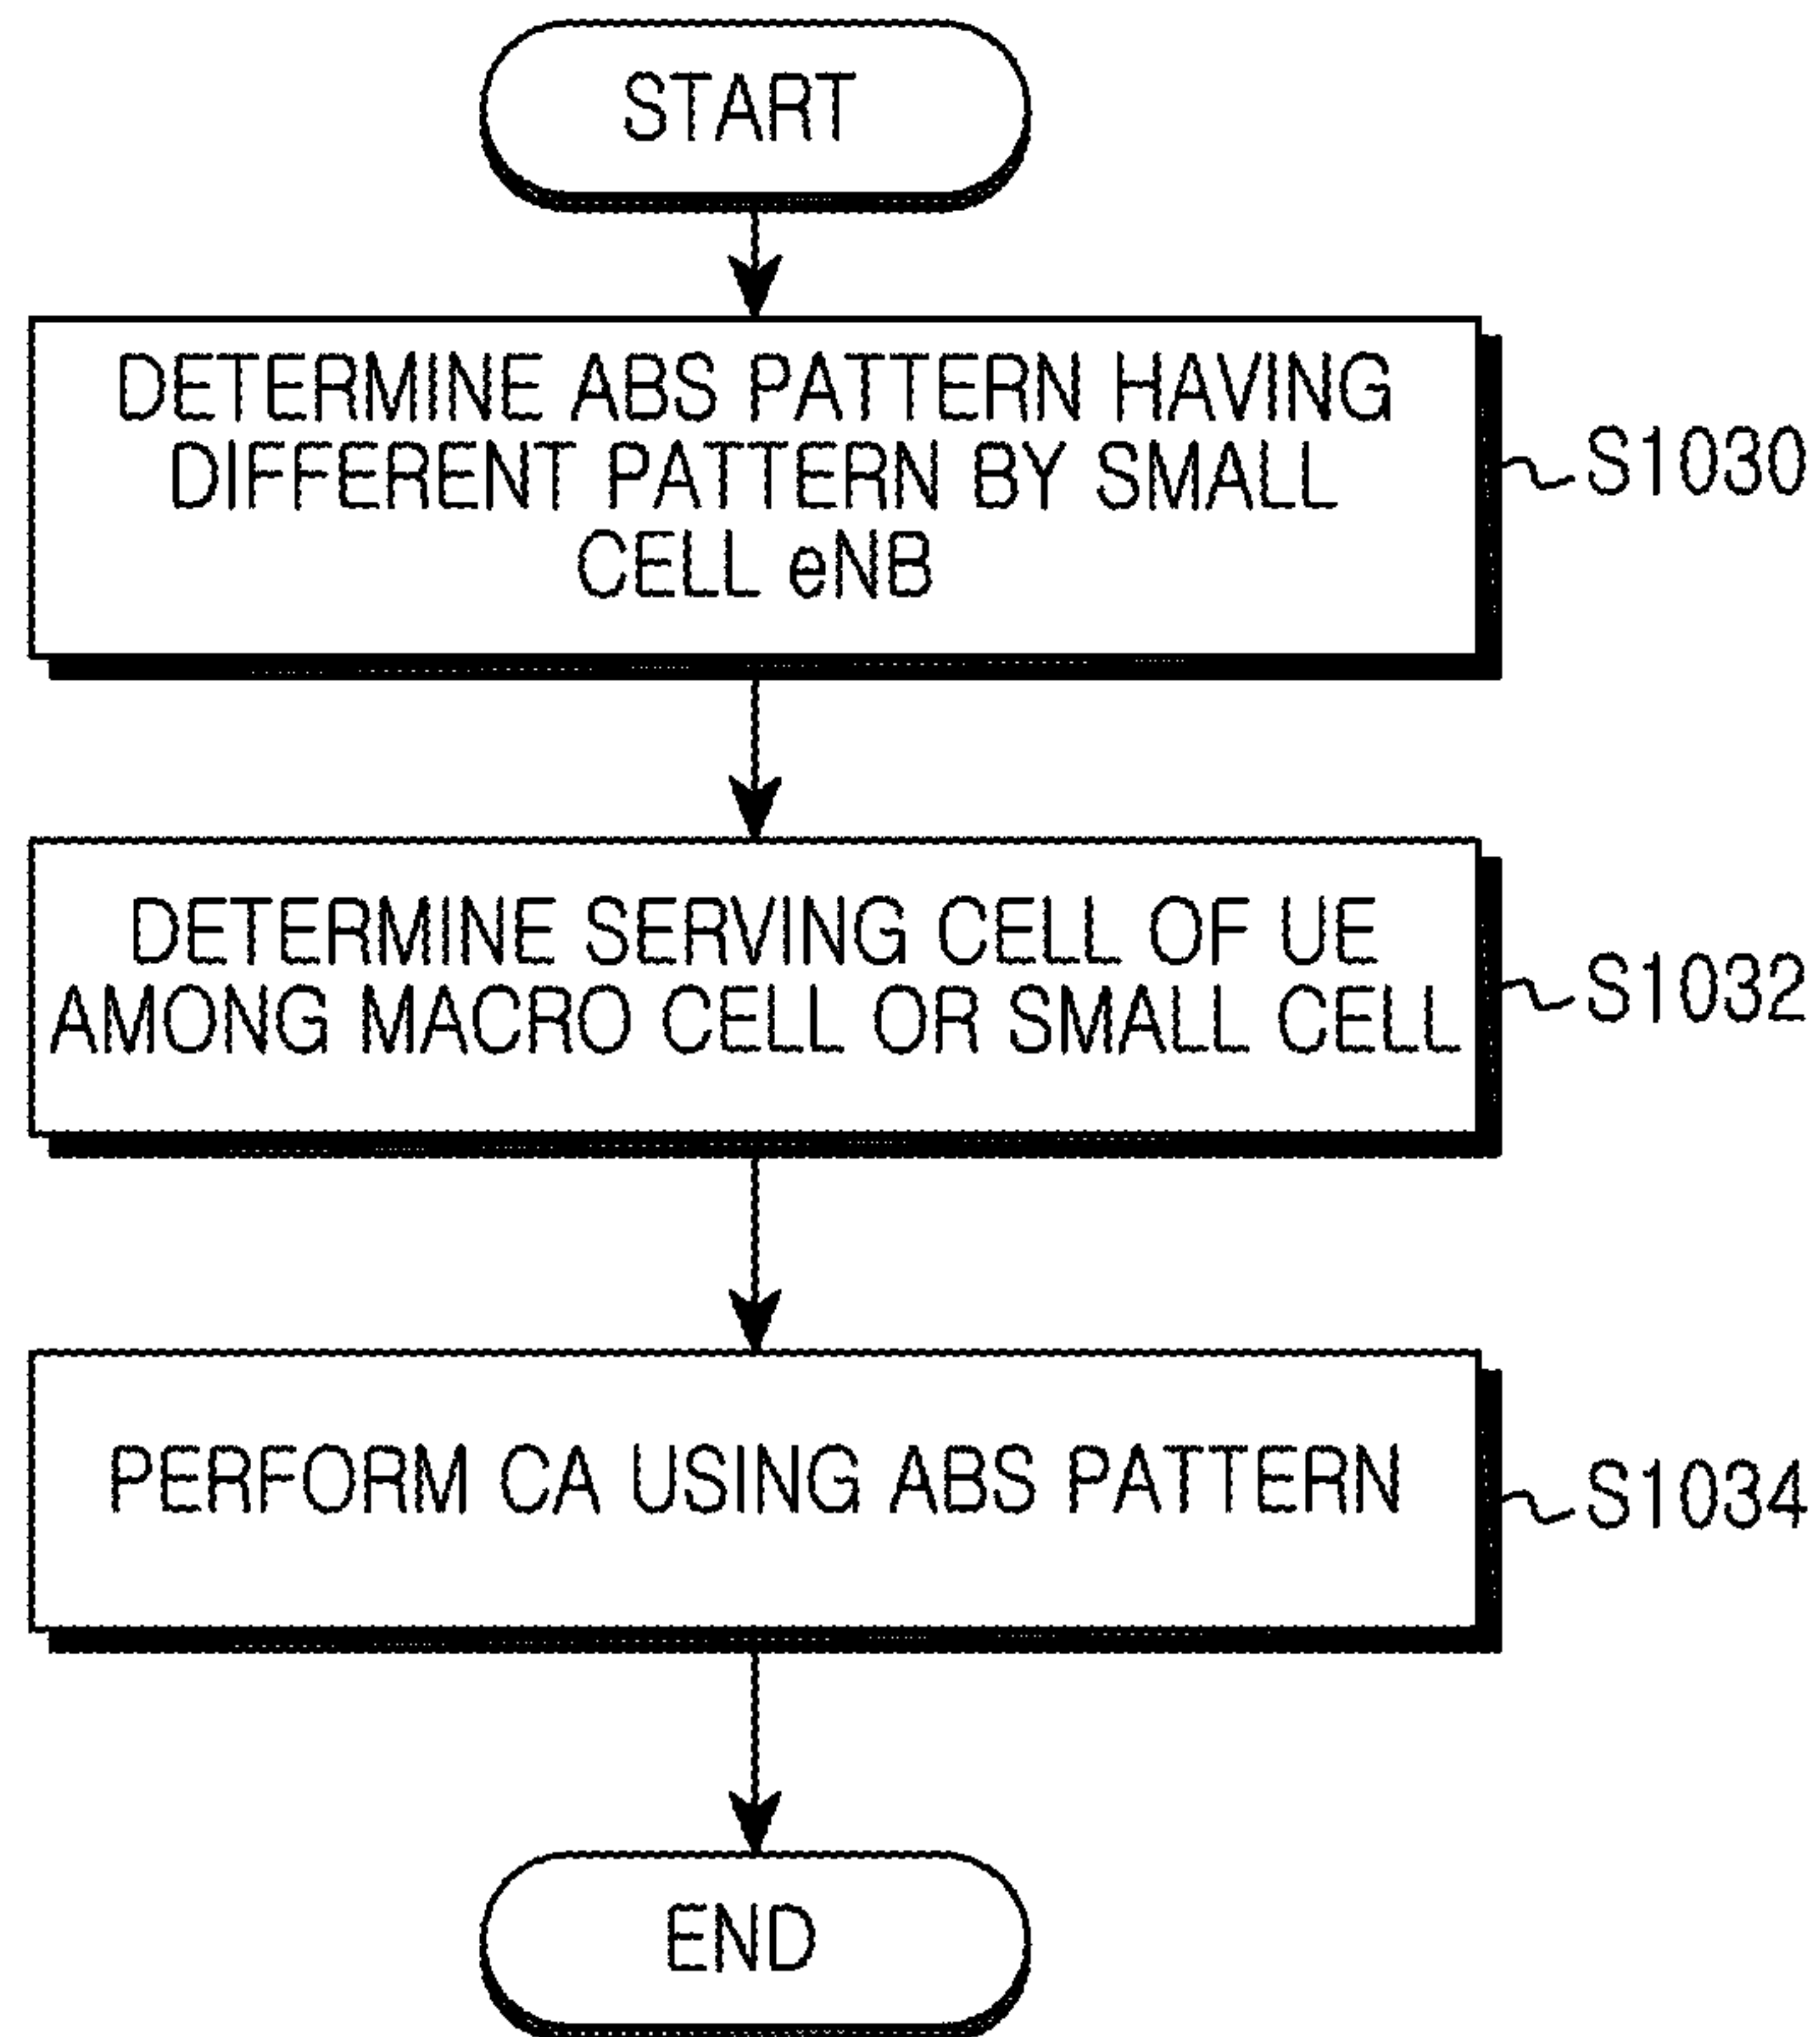 START
DETERMINE ABS PATTERN HAVING
DIFFERENT PATTERN BY SMALL
CELL eNB
S1030
DETERMINE SERVING CELL OF UE
AMONG MACRO CELL OR SMALL CELL
S1032
PERFORM CA USING ABS PATTERN
S1034
END